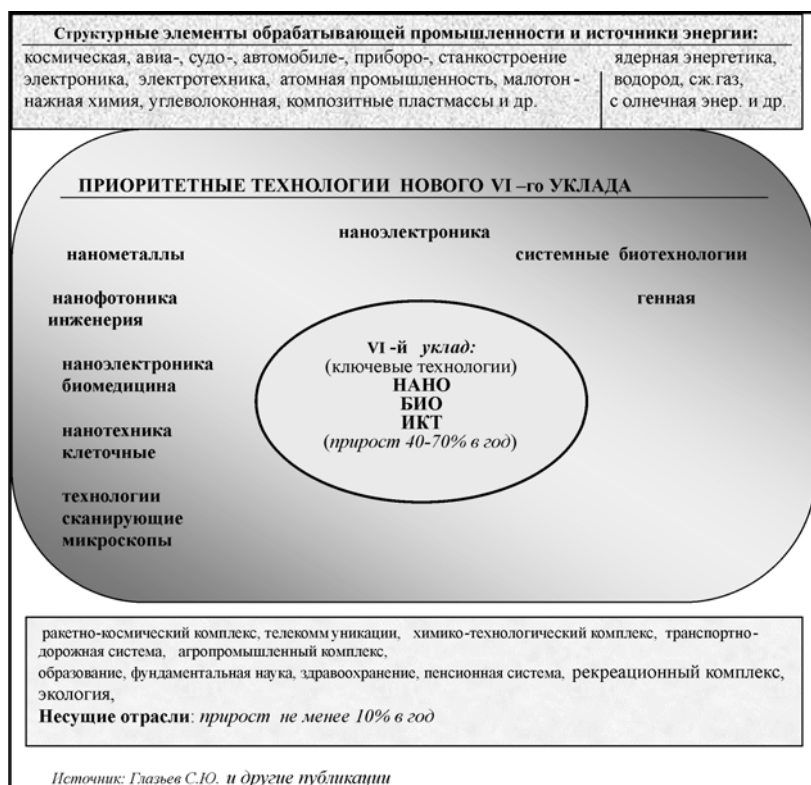 Структурные элементы обрабатывающей промышленности и источники энергии:
космическая, авиа-, судо-, автомобиле-, приборо-, станкостроение
электроника, электротехника, атомная промышленность, малотон-
нажная химия, углеволоконная, композитные пластмассы и др.
ядерная энергетика,
водород, сж.газ,
с олнечная энер. и др.
ПРИОРИТЕТНЫЕ ТЕХНОЛОГИИ НОВОГО VI –го УКЛАДА
наноэлектроника
нанометаллы
системные биотехнологии
нанофотоника
генная
инженерия
наноэлектроника
биомедицина
нанотехника
клеточные
технологии
сканирующие
микроскопы
VI -й уклад:
(ключевые технологии)
НАНО
БИО
ИКТ
(прирост 40-70% в год)
ракетно-космический комплекс, телекомм уникации, химико-технологический комплекс, транспортно-
дорожная система, агропромышленный комплекс,
образование, фундаментальная наука, здравоохранение, пенсионная система, рекреационный комплекс,
экология,
Несущие отрасли: прирост не менее 10% в год
Источник: Глазьев С.Ю. и другие публикации